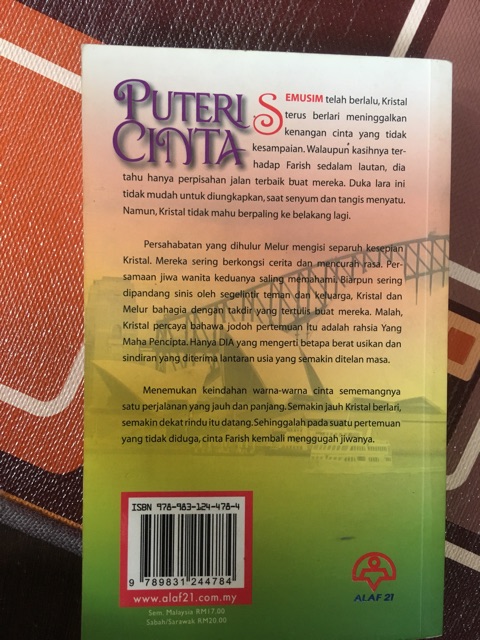 PUTERI
CINTA
SEMUSIM telah berlalu, Kristal
terus berlari meninggalkan
kenangan cinta yang tidak
kesampaian. Walaupun kasihnya ter-
hadap Farish sedalam lautan, dia
tahu hanya perpisahan jalan terbaik buat mereka. Duka lara ini
tidak mudah untuk diungkapkan, saat senyum dan tangis menyatu.
Namun, Kristal tidak mahu berpaling ke belakang lagi.
Persahabatan yang dihulur Melur mengisi separuh kesepian
Kristal. Mereka sering berkongsi cerita dan mencurah rasa. Per-
samaan jiwa wanita keduanya saling memahami. Biarpun sering
dipandang sinis oleh segelintir teman dan keluarga, Kristal dan
Melur bahagia dengan takdir yang tertulis buat mereka. Malah,
Kristal percaya bahawa jodoh pertemuan itu adalah rahsia Yang
Maha Pencipta. Hanya DIA yang mengerti betapa berat usikan dan
sindiran yang diterima lantaran usia yang semakin ditelan masa.
Menemukan keindahan warna-warna cinta sememangnya
satu perjalanan yang jauh dan panjang. Semakin jauh Kristal berlari,
semakin dekat rindu itu datang. Sehinggalah pada suatu pertemuan
yang tidak diduga, cinta Farish kembali menggugah jiwanya.
ISBN 978-983-124-478-4
9 789831 244784
www.alaf21.com.my
Sem. Malaysia RM17.00
Sabah/Sarawak RM20.00
ALAF 21